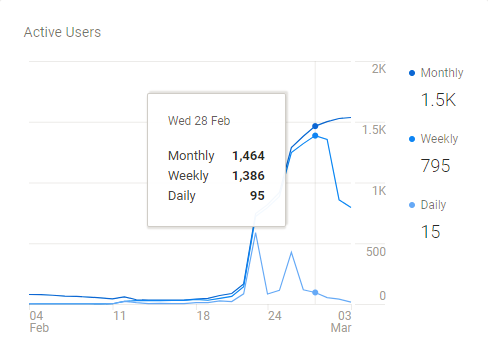 Active Users
2K
1.5K
1K
500
0
04
Feb
11
18
24
03
Mar
Wed 28 Feb
Monthly 1,464
Weekly 1,386
Daily 95
Monthly
1.5K
Weekly
795
Daily
15